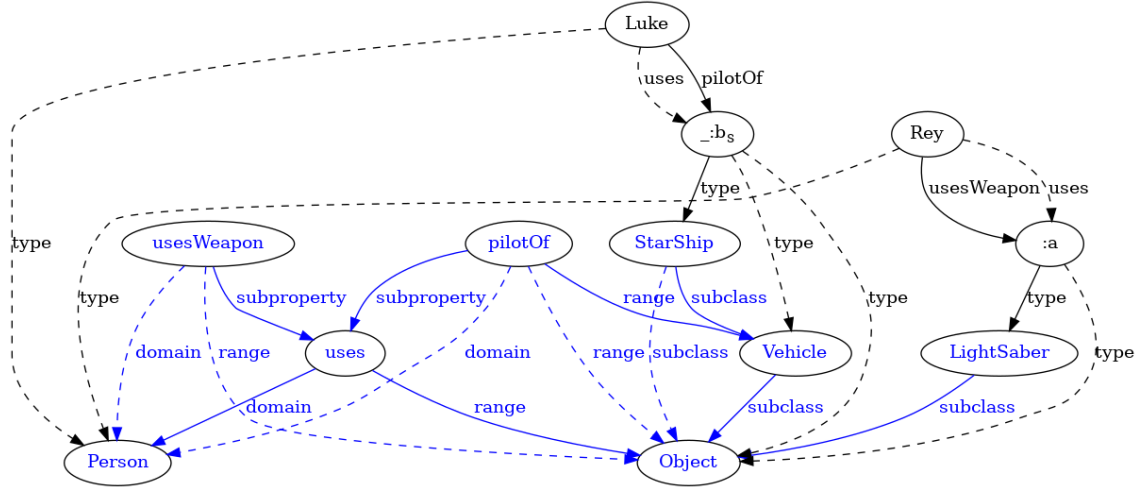 Luke
uses
pilotOf
_:bs
Rey
type
usesWeapon
uses
type
usesWeapon
pilotOf
StarShip
type
:a
type
subproperty
subproperty
range
subclass
type
type
domain
range
uses
domain
range
subclass
Vehicle
LightSaber
type
domain
range
subclass
subclass
Person
Object